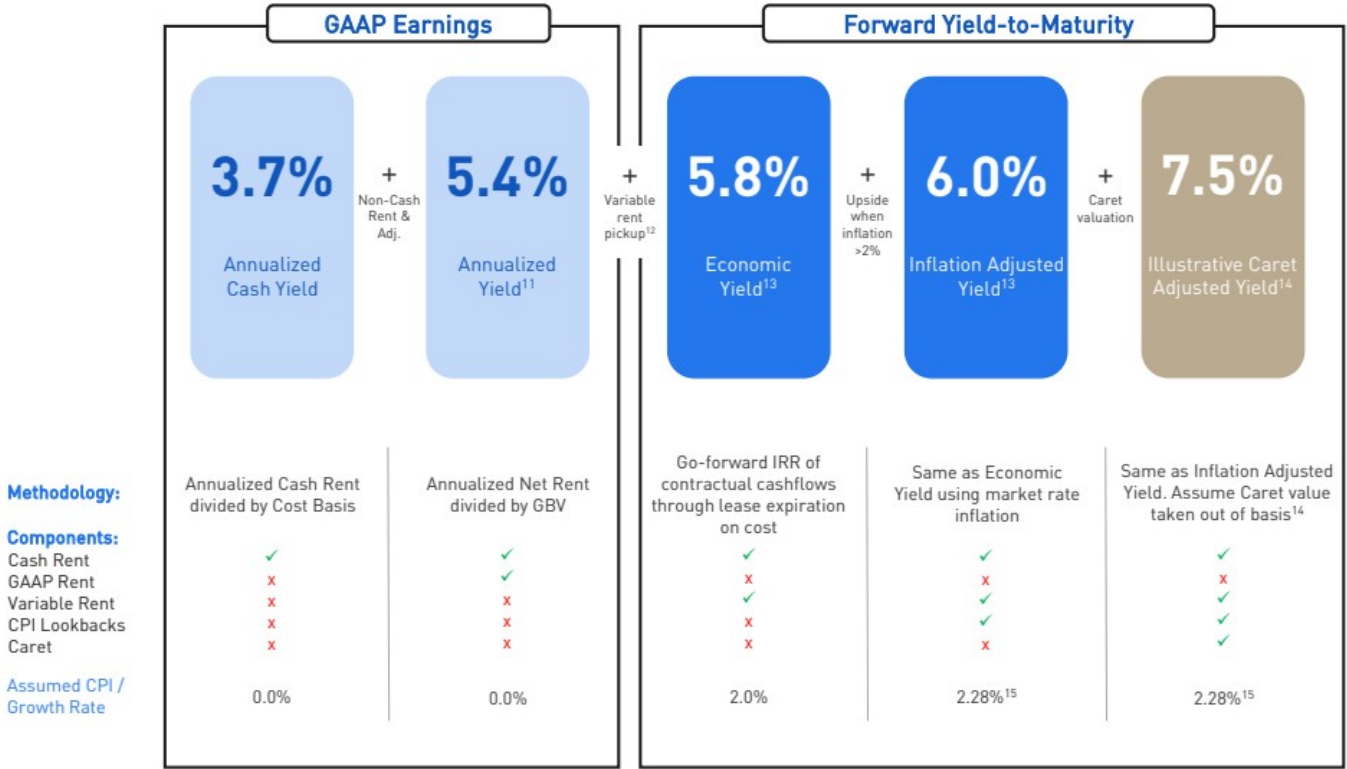 GAAP Earnings
Forward Yield-to-Maturity
3.7%
Annualized
Cash Yield
+
Non-Cash
Rent &
Adj.
5.4%
Annualized
Yield¹¹
+
Variable
rent
pickup¹²
5.8%
Economic
Yield¹³
+
Upside
when
inflation
>2%
6.0%
Inflation Adjusted
Yield¹³
+
Caret
valuation
7.5%
Illustrative Caret
Adjusted Yield¹⁴
Methodology:
Annualized Cash Rent
divided by Cost Basis
Annualized Net Rent
divided by GBV
Go-forward IRR of
contractual cashflows
through lease expiration
on cost
Same as Economic
Yield using market rate
inflation
Same as Inflation Adjusted
Yield. Assume Caret value
taken out of basis¹⁴
Components:
Cash Rent ✓ ✓ ✓ ✓ ✓
GAAP Rent x ✓ x x x
Variable Rent x x ✓ ✓ ✓
CPI Lookbacks x x x ✓ ✓
Caret x x x x ✓
Assumed CPI /
Growth Rate
0.0% 0.0% 2.0% 2.28%¹⁵ 2.28%¹⁵